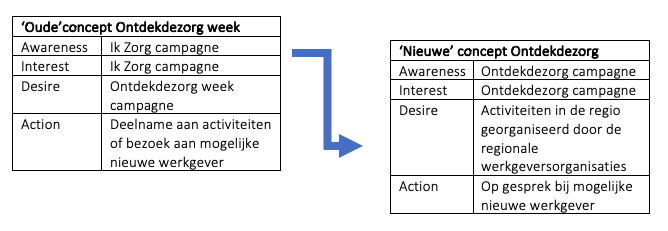 ‘Oude’concept Ontdekdezorg week
Awareness Ik Zorg campagne
Interest Ik Zorg campagne
Desire Ontdekdezorg week
campagne
Action Deelname aan activiteiten
of bezoek aan mogelijke
nieuwe werkgever
‘Nieuwe’ concept Ontdekdezorg
Awareness Ontdekdezorg campagne
Interest Ontdekdezorg campagne
Desire Activiteiten in de regio
georganiseerd door de
regionale
werkgeversorganisaties
Action Op gesprek bij mogelijke
nieuwe werkgever